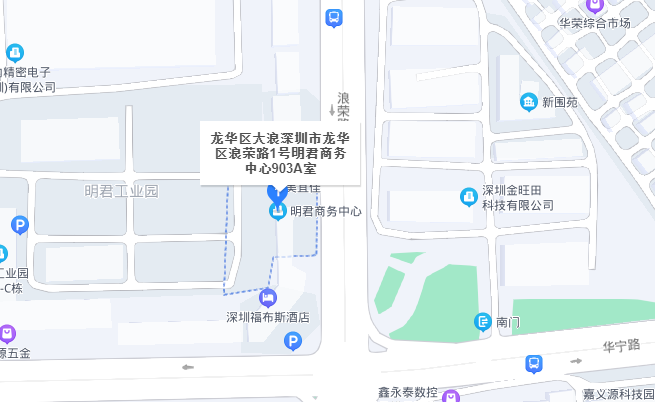 华荣综合市场
精密电子
)有限公司
新围苑
浪荣路
龙华区大浪深圳市龙华
区浪荣路1号明君商务
中心903A室
明君工业园
美宜佳
明君商务中心
深圳金旺田
科技有限公司
P
工业园
-C栋
深圳福布斯酒店
南门
P
源五金
华宁路
鑫永泰数控
嘉义源科技园